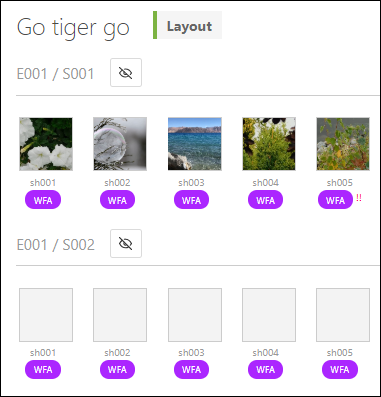 Go tiger go Layout
E001 / S001
sh001 sh002 sh003 sh004 sh005
WFA WFA WFA WFA WFA !!
E001 / S002
sh001 sh002 sh003 sh004 sh005
WFA WFA WFA WFA WFA